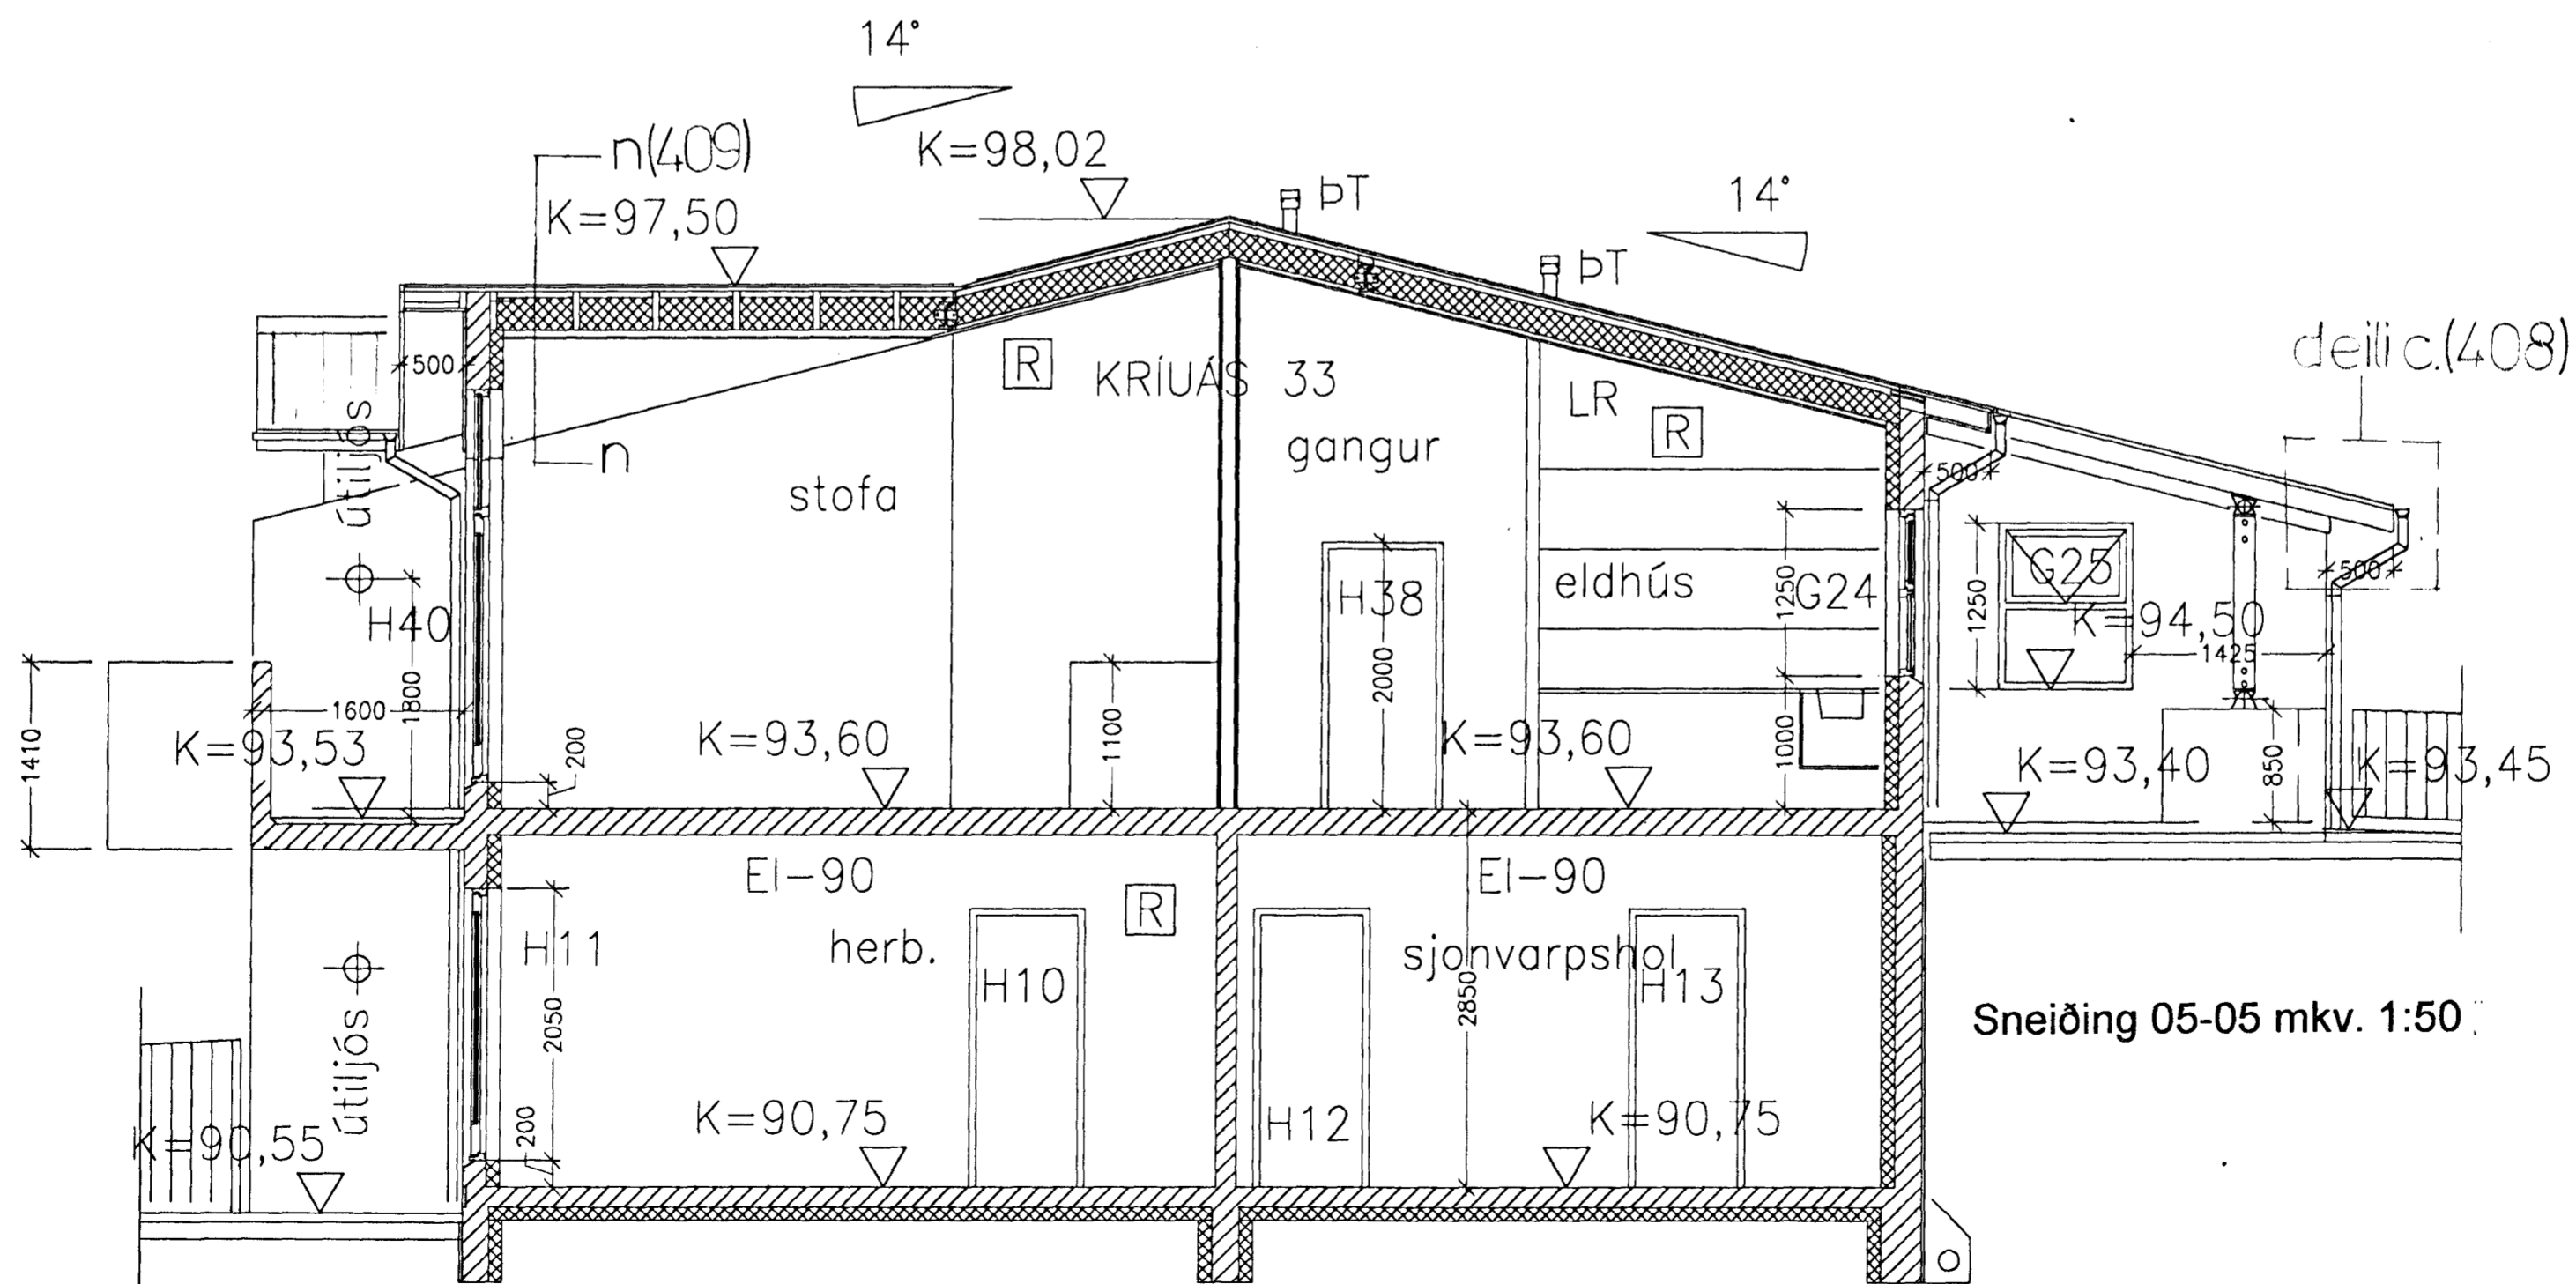 14°
n(409)
K=98,02
K=97,50
ÞT
14°
ÞT
deili c.(408)
500
R
KRÍUÁS 33
LR
R
gangur
útiljós
n
stofa
500
500
1250
G25
eldhús
G24
H38
1250
K=94,50
H40
1425
1800
1600
2000
1410
K=93,53
K=93,60
200
1100
K=93,60
1000
K=93,40
850
K=93,45
EI-90
R
EI-90
H11
herb.
H10
sjonvarpshol
H13
2850
2050
Sneiðing 05-05 mkv. 1:50
útiljós
K=90,55
200
K=90,75
H12
K=90,75